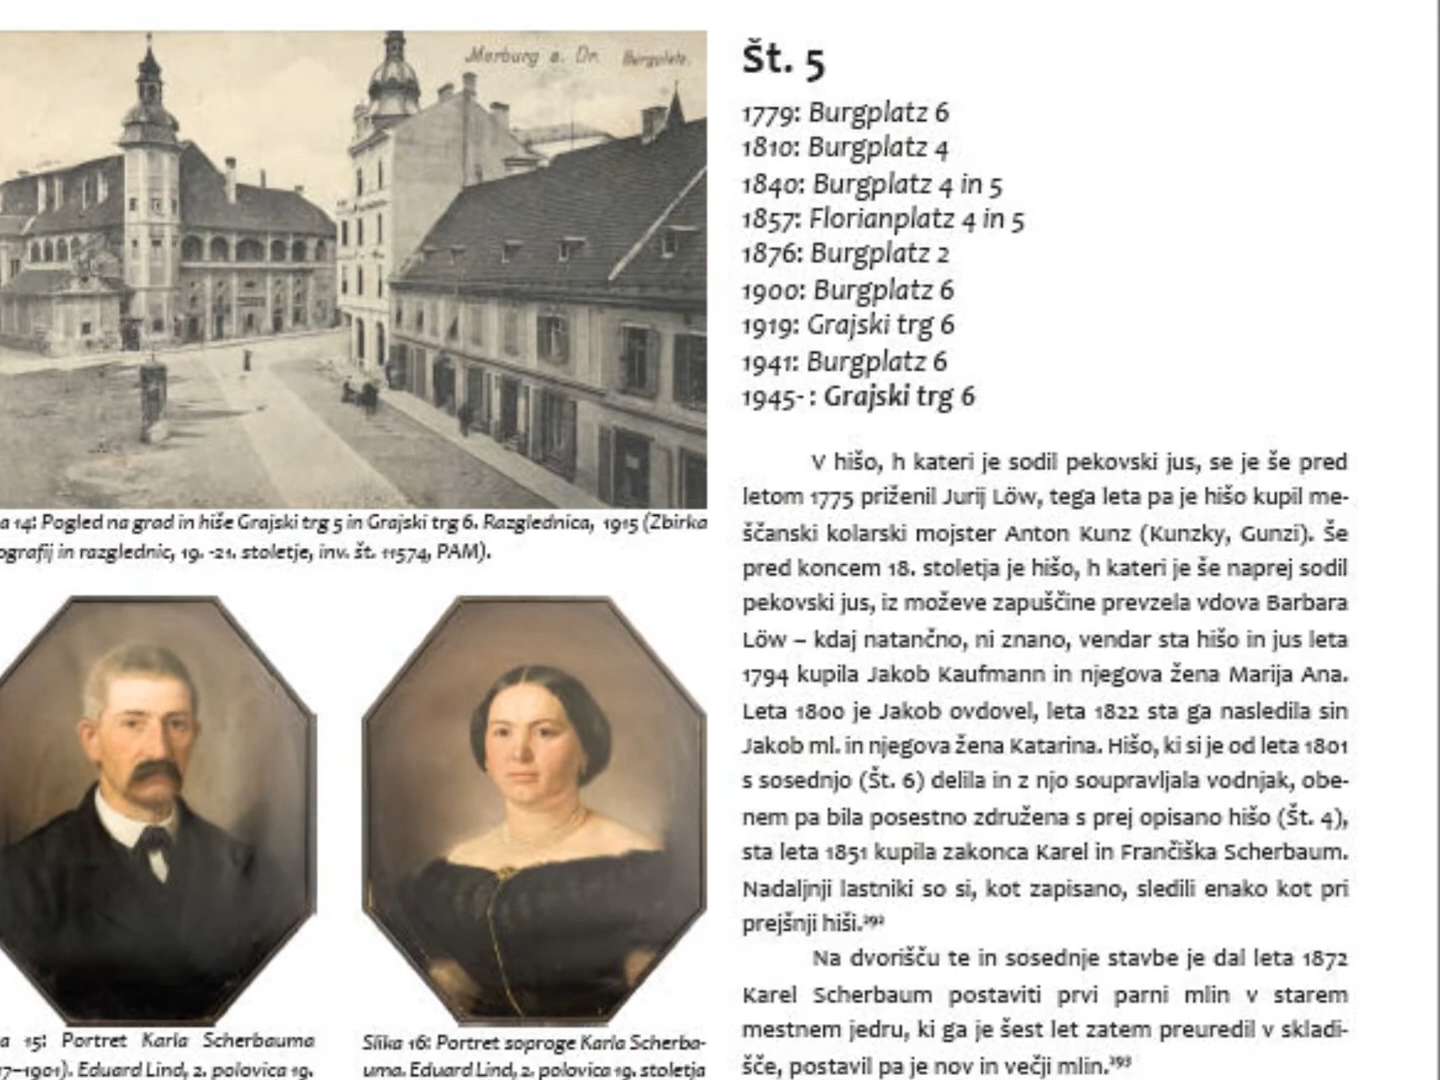 Marburg a. Dr. Burgplatz.
a 14: Pogled na grad in hiše Grajski trg 5 in Grajski trg 6. Razglednica, 1915 (Zbirka
ografij in razglednic, 19. -21. stoletje, inv. št. 11574, PAM).
a 15: Portret Karla Scherbauma
7–1901). Eduard Lind, 2. polovica 19.
Slika 16: Portret soproge Karla Scherba-
uma. Eduard Lind, 2. polovica 19. stoletja
Št. 5
1779: Burgplatz 6
1810: Burgplatz 4
1840: Burgplatz 4 in 5
1857: Florianplatz 4 in 5
1876: Burgplatz 2
1900: Burgplatz 6
1919: Grajski trg 6
1941: Burgplatz 6
1945- : Grajski trg 6
V hišo, h kateri je sodil pekovski jus, se je še pred
letom 1775 priženil Jurij Löw, tega leta pa je hišo kupil me-
ščanski kolarski mojster Anton Kunz (Kunzky, Gunzi). Še
pred koncem 18. stoletja je hišo, h kateri je še naprej sodil
pekovski jus, iz moževe zapuščine prevzela vdova Barbara
Löw – kdaj natančno, ni znano, vendar sta hišo in jus leta
1794 kupila Jakob Kaufmann in njegova žena Marija Ana.
Leta 1800 je Jakob ovdovel, leta 1822 sta ga nasledila sin
Jakob ml. in njegova žena Katarina. Hišo, ki si je od leta 1801
s sosednjo (Št. 6) delila in z njo soupravljala vodnjak, obe-
nem pa bila posestno združena s prej opisano hišo (Št. 4),
sta leta 1851 kupila zakonca Karel in Frančiška Scherbaum.
Nadaljnji lastniki so si, kot zapisano, sledili enako kot pri
prejšnji hiši.²⁹²
Na dvorišču te in sosednje stavbe je dal leta 1872
Karel Scherbaum postaviti prvi parni mlin v starem
mestnem jedru, ki ga je šest let zatem preuredil v skladi-
šče, postavil pa je nov in večji mlin.²⁹³